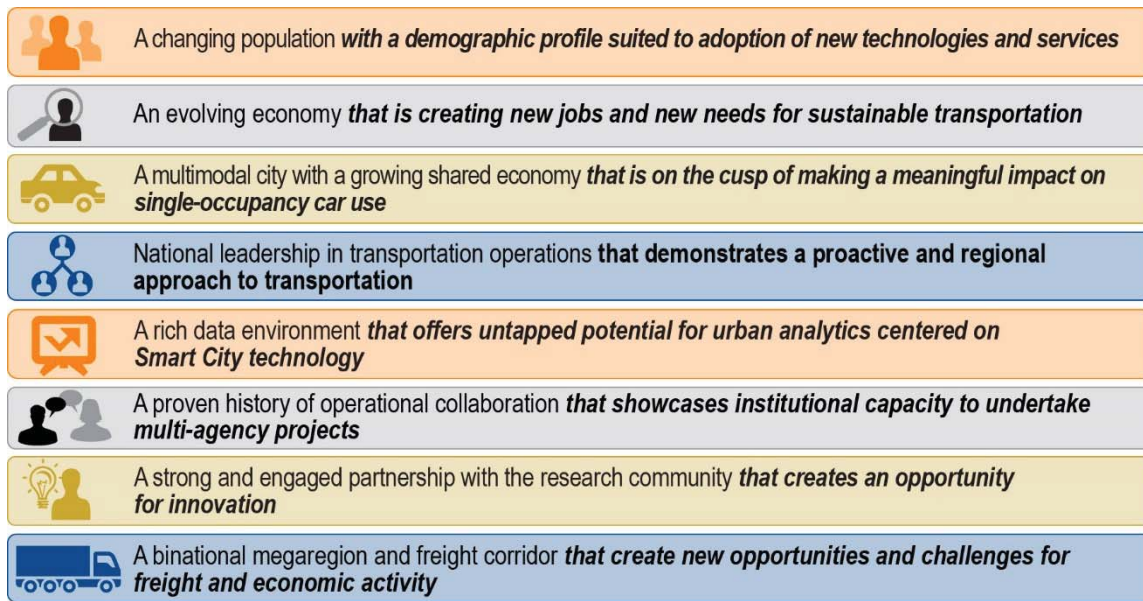 A changing population with a demographic profile suited to adoption of new technologies and services
An evolving economy that is creating new jobs and new needs for sustainable transportation
A multimodal city with a growing shared economy that is on the cusp of making a meaningful impact on
single-occupancy car use
National leadership in transportation operations that demonstrates a proactive and regional
approach to transportation
A rich data environment that offers untapped potential for urban analytics centered on
Smart City technology
A proven history of operational collaboration that showcases institutional capacity to undertake
multi-agency projects
A strong and engaged partnership with the research community that creates an opportunity
for innovation
A binational megaregion and freight corridor that create new opportunities and challenges for
freight and economic activity